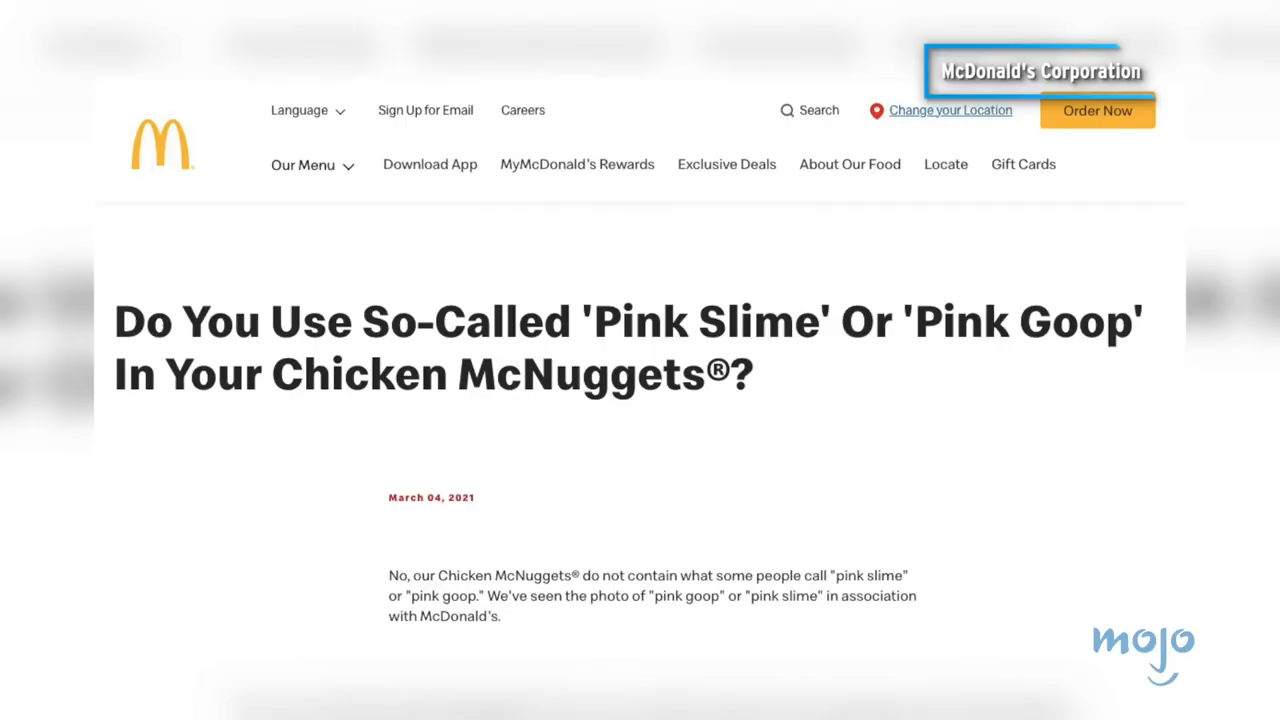 McDonald's Corporation
Language
Sign Up for Email
Careers
Search
Change your Location
Order Now
Our Menu
Download App
MyMcDonald's Rewards
Exclusive Deals
About Our Food
Locate
Gift Cards
Do You Use So-Called 'Pink Slime' Or 'Pink Goop'
In Your Chicken McNuggets®?
March 04, 2021
No, our Chicken McNuggets® do not contain what some people call "pink slime"
or "pink goop." We've seen the photo of "pink goop" or "pink slime" in association
with McDonald's.
mojo